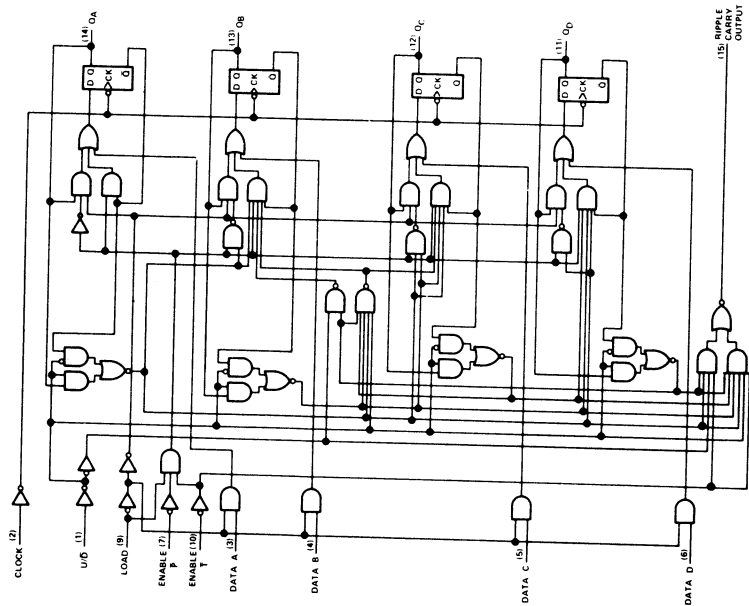 CLOCK (2)
U/D̅ (1)
LOAD (9)
ENABLE (7)
P̅
ENABLE (10)
T̅
DATA A (3)
DATA B (4)
DATA C (5)
DATA D (6)
D Q
CK
Q̅
(14) QA
D Q
CK
Q
(13) QB
D Q
CK
Q
(12) QC
D Q
CK
Q
(11) QD
(15) RIPPLE
CARRY
OUTPUT